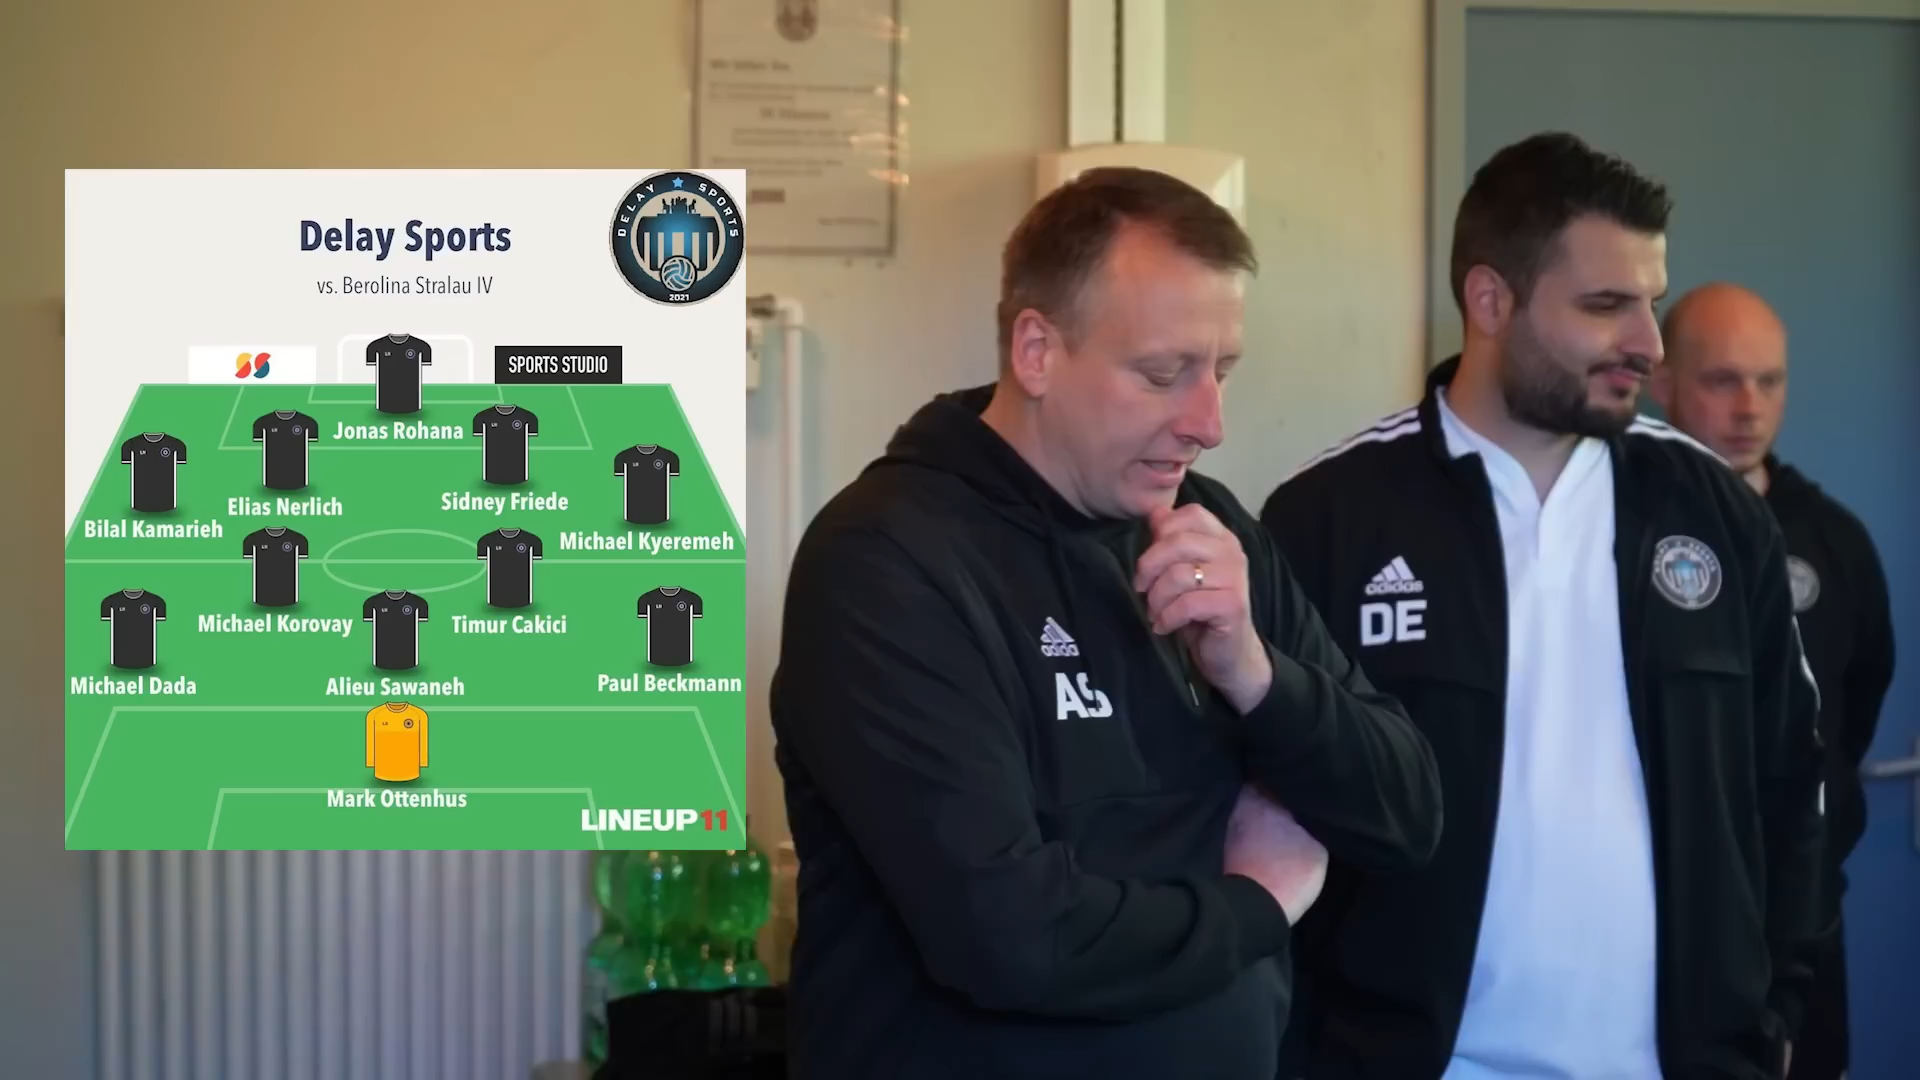 Delay Sports
vs. Berolina Stralau IV
DELAY SPORTS
2021
SPORTS STUDIO
Jonas Rohana
Elias Nerlich
Sidney Friede
Bilal Kamarieh
Michael Kyeremeh
Michael Korovay
Timur Cakici
Michael Dada
Alieu Sawaneh
Paul Beckmann
Mark Ottenhus
LINEUP11
adidas
AS
adidas
DE